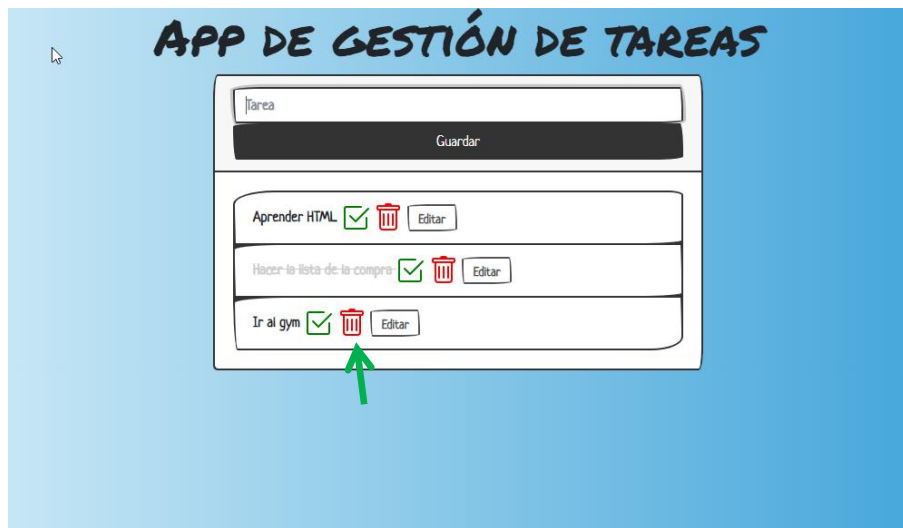 App de gestión de tareas
Tarea
Guardar
Aprender HTML Editar
Hacer la lista de la compra Editar
Ir al gym Editar